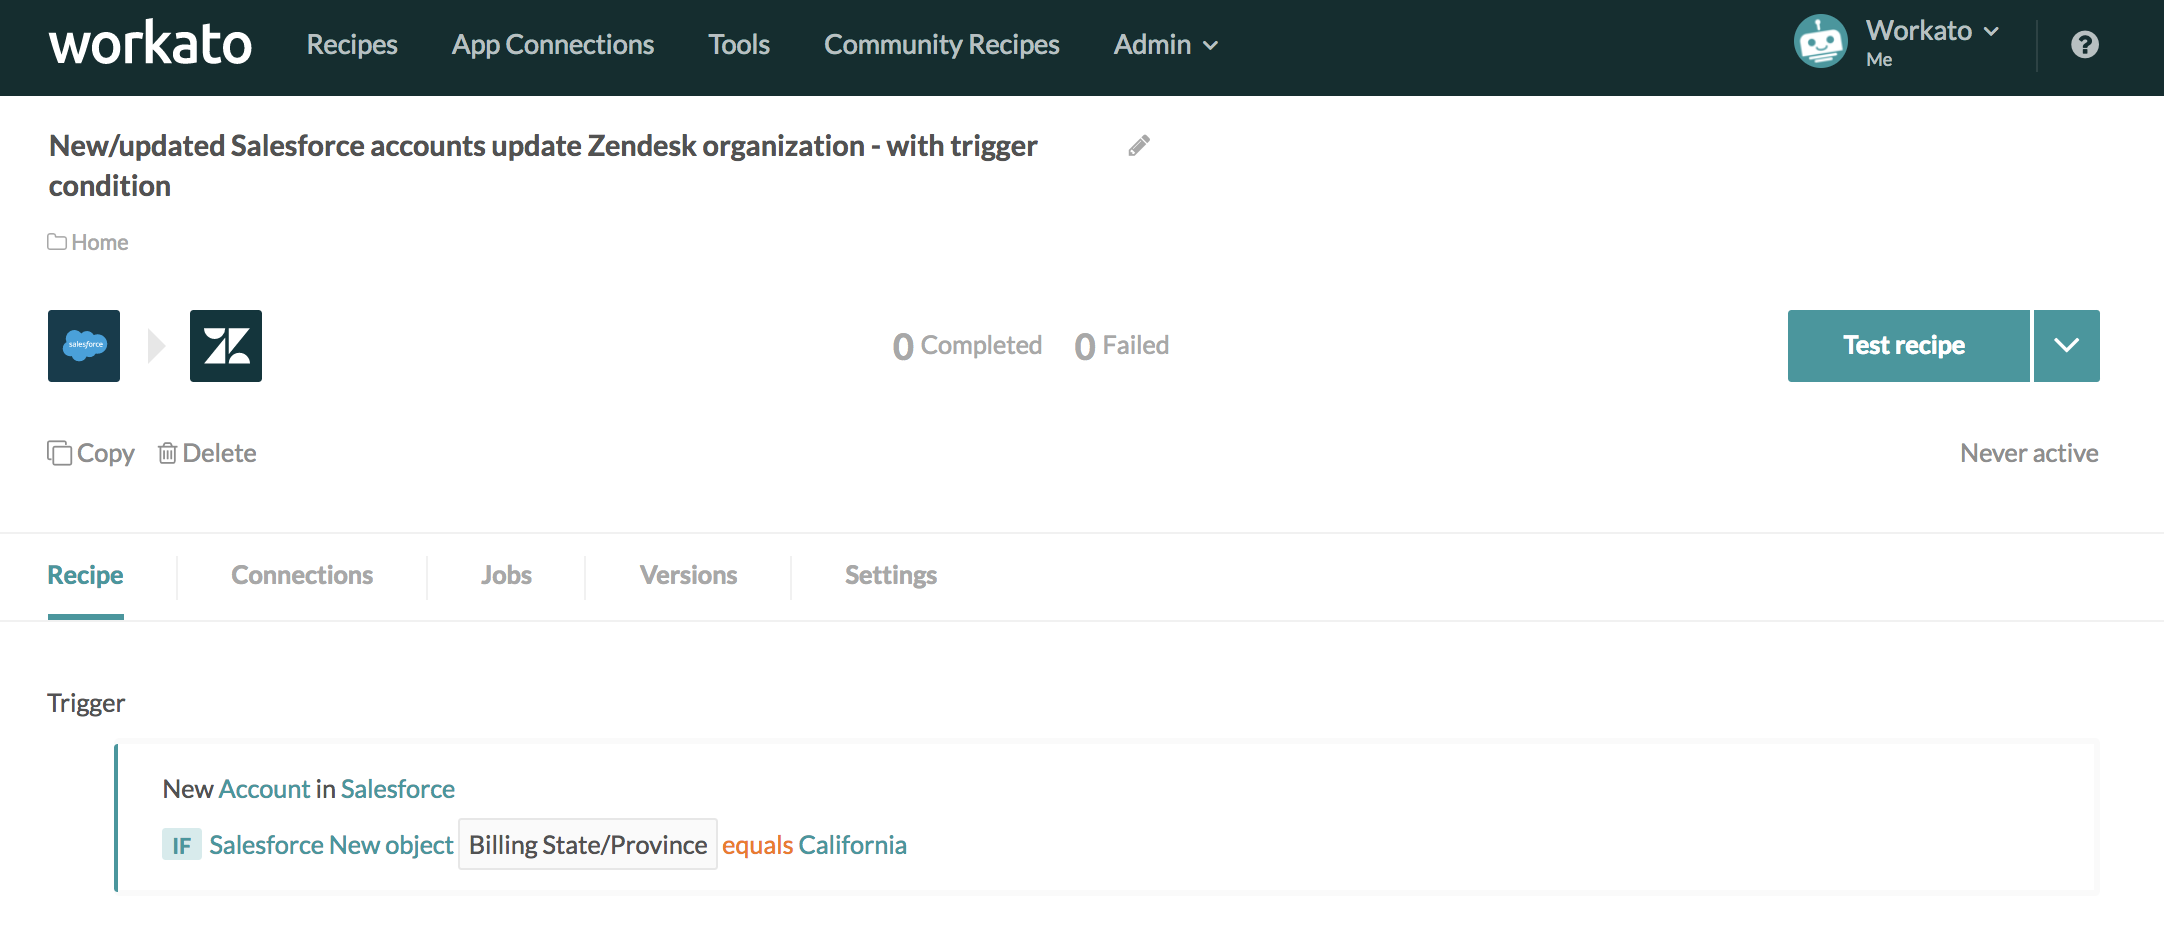 workato Recipes App Connections Tools Community Recipes Admin Workato
Me
?
New/updated Salesforce accounts update Zendesk organization - with trigger
condition
Home
salesforce
0 Completed 0 Failed
Test recipe
Copy Delete
Never active
Recipe Connections Jobs Versions Settings
Trigger
New Account in Salesforce
IF Salesforce New object Billing State/Province equals California